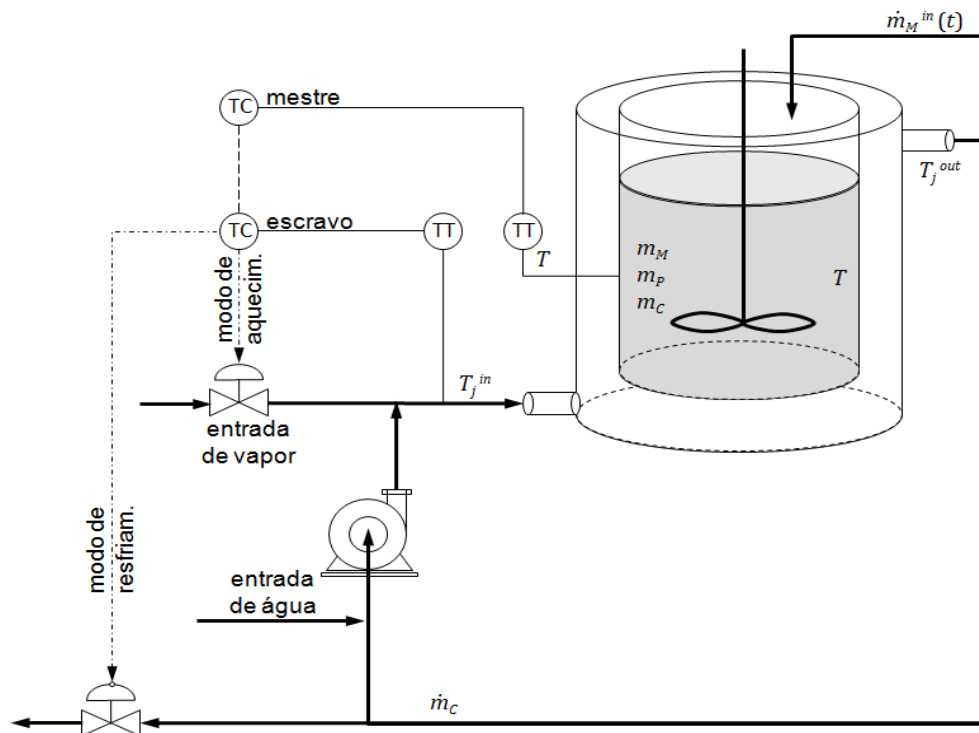 ṁ_M^in(t)
TC mestre
T_j^out
TC escravo
TT
TT
T
m_M
m_P
m_C
T
modo de
aquecim.
T_j^in
entrada
de vapor
modo de
resfriam.
entrada
de água
ṁ_C